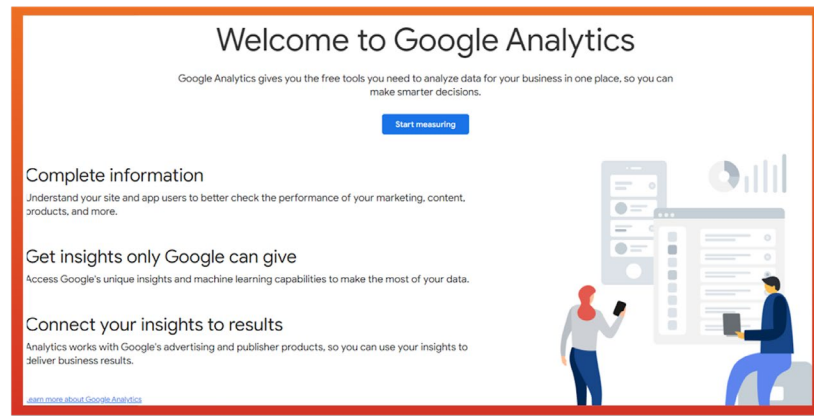 Welcome to Google Analytics
Google Analytics gives you the free tools you need to analyze data for your business in one place, so you can
make smarter decisions.
Start measuring
Complete information
Understand your site and app users to better check the performance of your marketing, content,
products, and more.
Get insights only Google can give
Access Google's unique insights and machine learning capabilities to make the most of your data.
Connect your insights to results
Analytics works with Google's advertising and publisher products, so you can use your insights to
deliver business results.
Learn more about Google Analytics